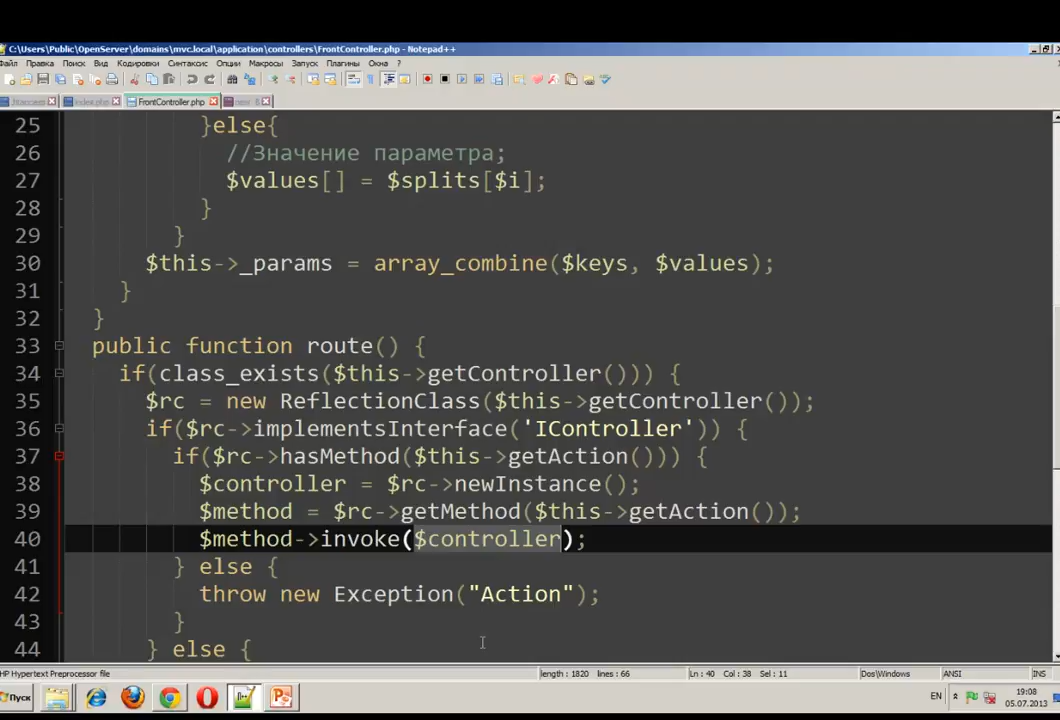 C:\Users\Public\OpenServer\domains\mvc.local\application\controllers\FrontController.php - Notepad++
Файл Правка Поиск Вид Кодировки Синтаксис Опции Макросы Запуск Плагины Окна ?
index.php FrontController.php new
25 }else{
26 //Значение параметра;
27 $values[] = $splits[$i];
28 }
29 }
30 $this->_params = array_combine($keys, $values);
31 }
32 }
33 public function route() {
34 if(class_exists($this->getController())) {
35 $rc = new ReflectionClass($this->getController());
36 if($rc->implementsInterface('IController')) {
37 if($rc->hasMethod($this->getAction())) {
38 $controller = $rc->newInstance();
39 $method = $rc->getMethod($this->getAction());
40 $method->invoke($controller);
41 } else {
42 throw new Exception("Action");
43 }
44 } else {
HP Hypertext Preprocessor file length : 1820 lines : 66 Ln : 40 Col : 38 Sel : 11 Dos\Windows ANSI INS
Пуск EN 19:08
05.07.2013